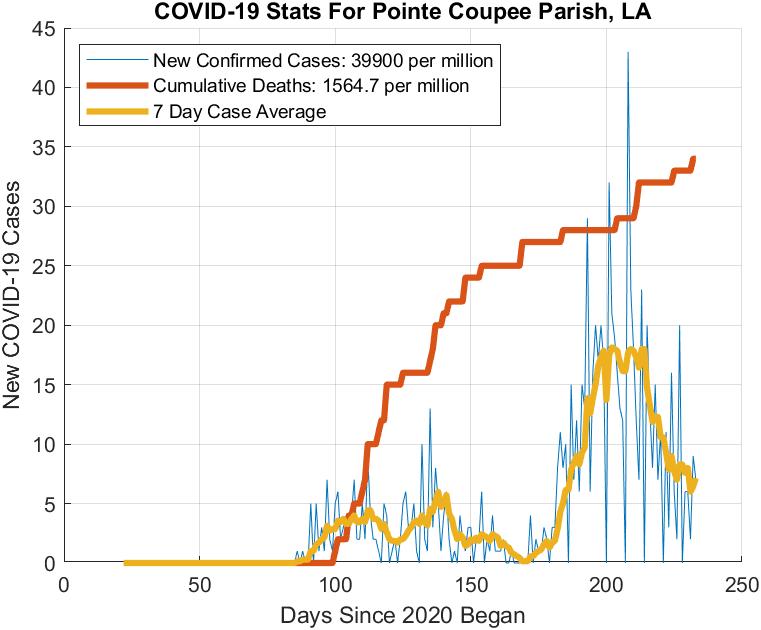 COVID-19 Stats For Pointe Coupee Parish, LA
New Confirmed Cases: 39900 per million
Cumulative Deaths: 1564.7 per million
7 Day Case Average
New COVID-19 Cases
45
40
35
30
25
20
15
10
5
0
0 50 100 150 200 250
Days Since 2020 Began